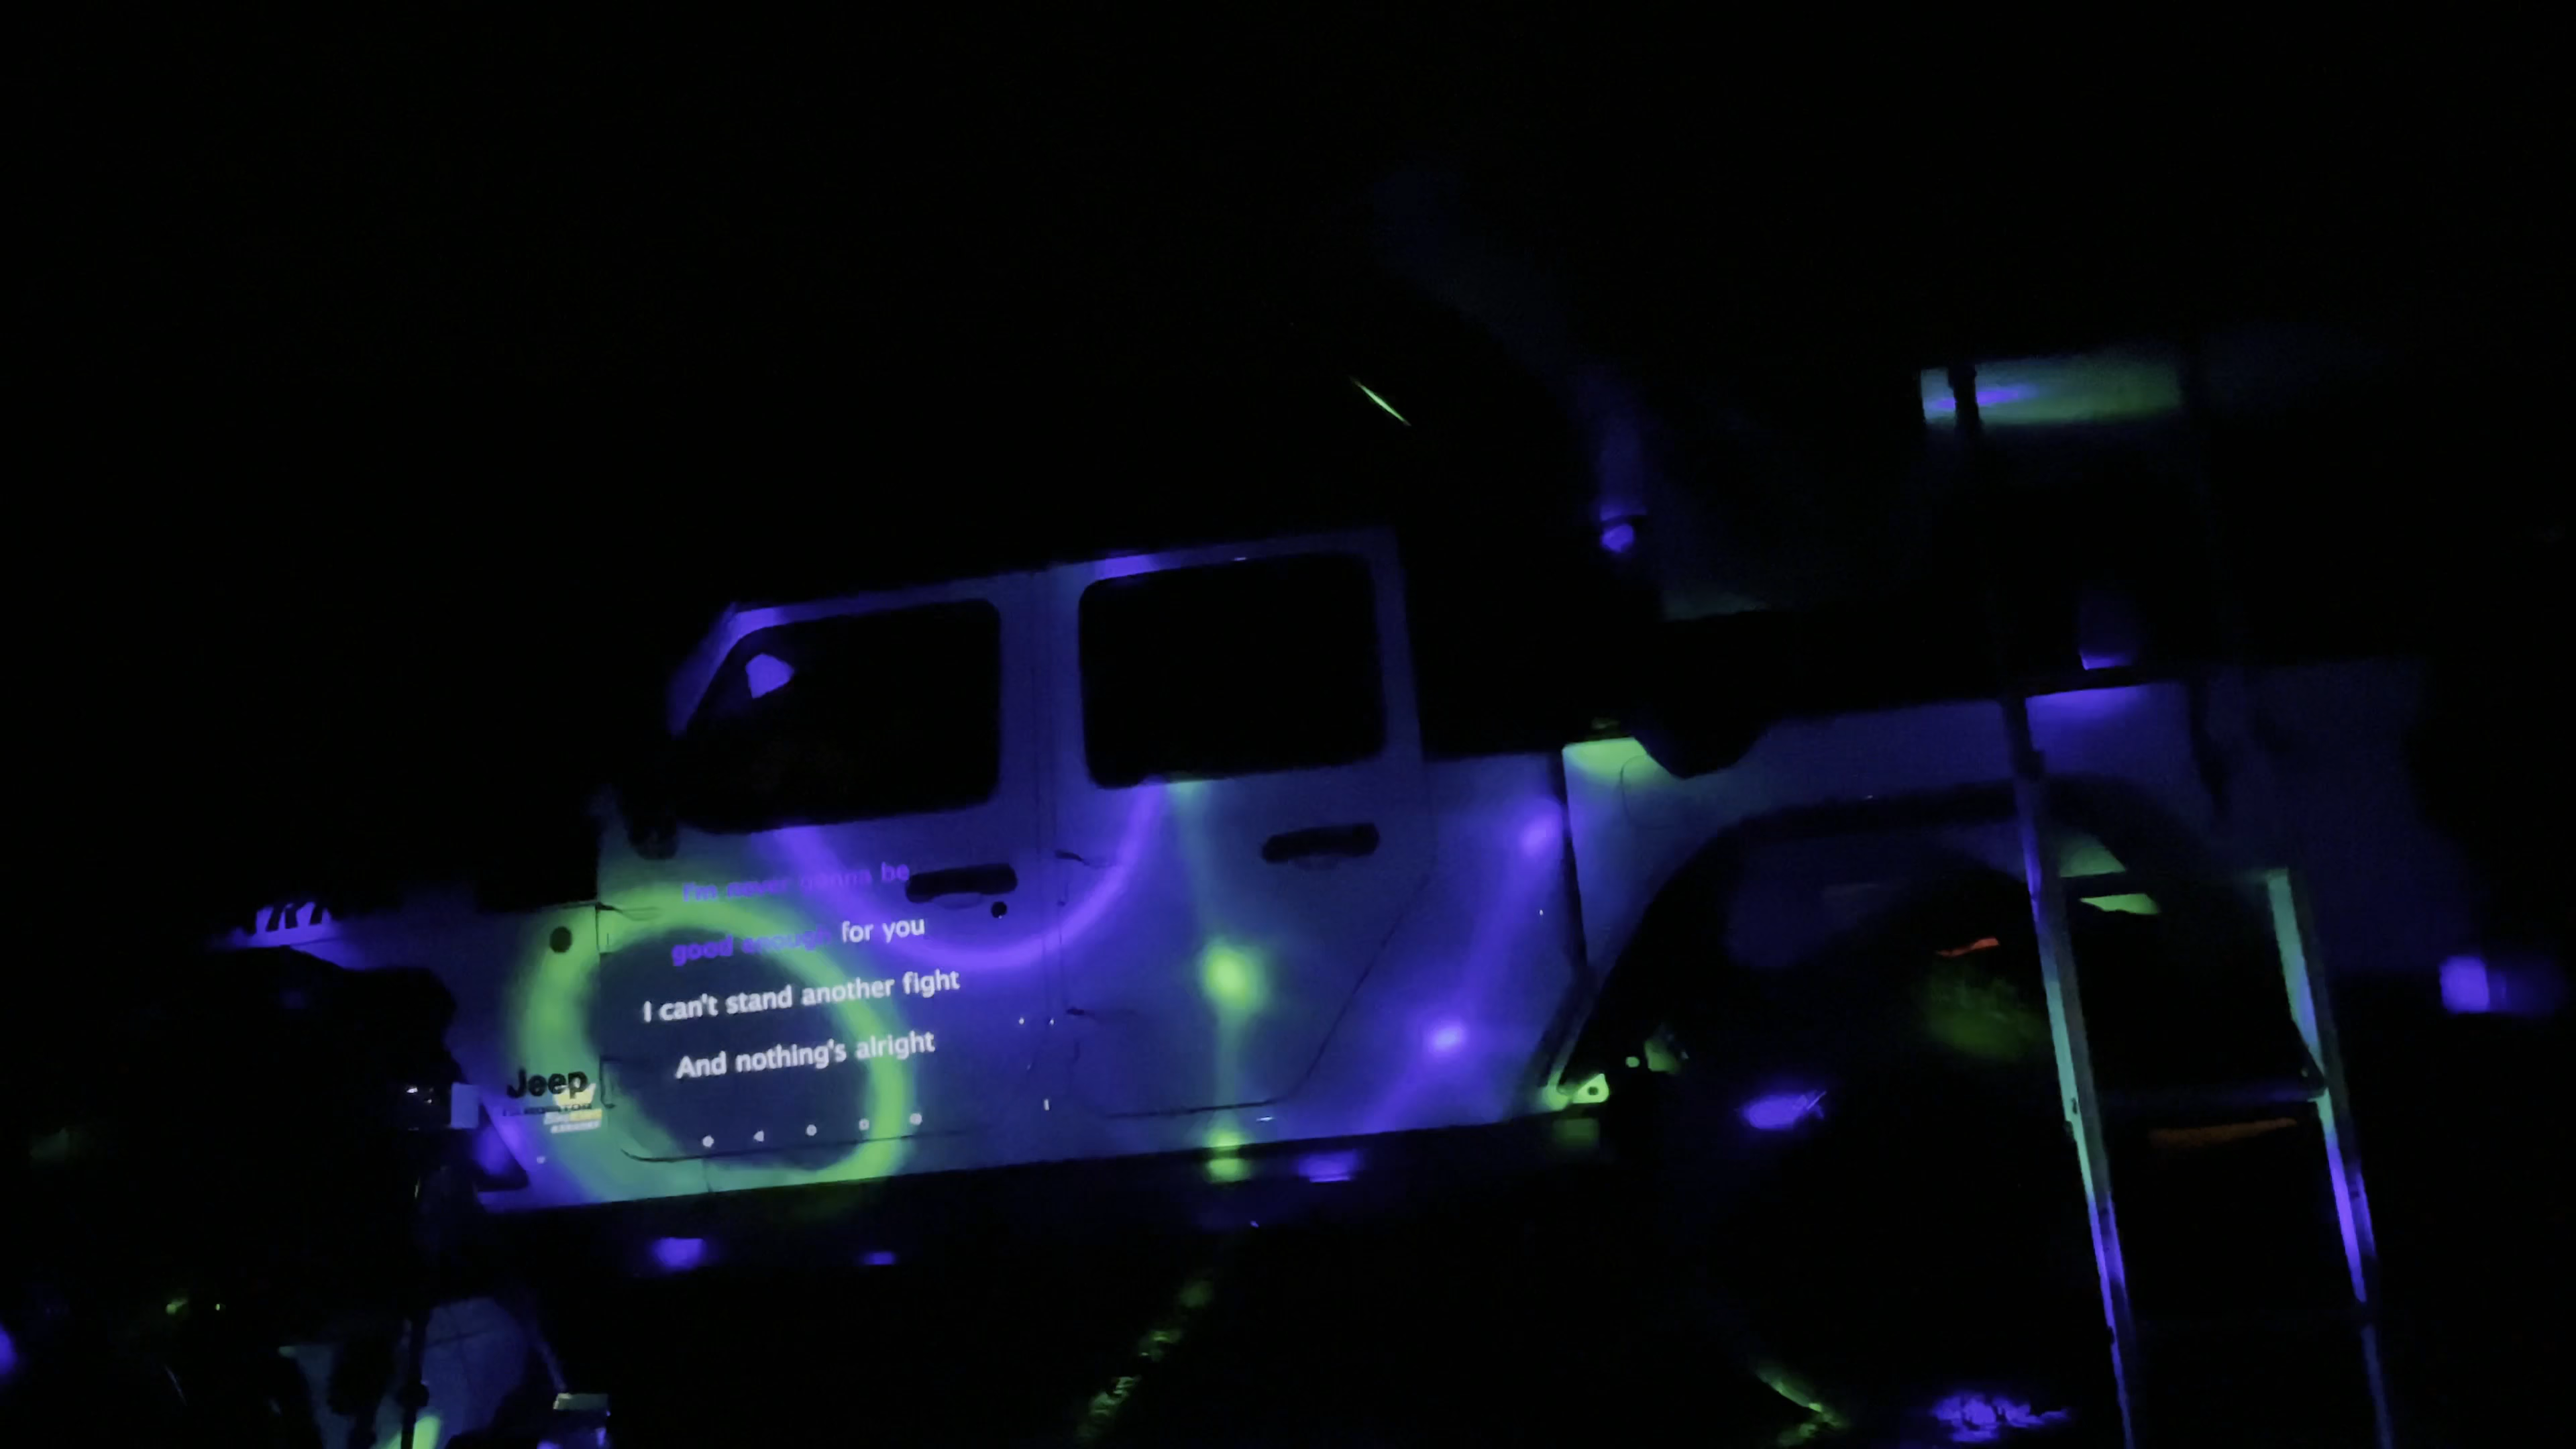 I'm never gonna be
good enough for you
I can't stand another fight
And nothing's alright
Jeep